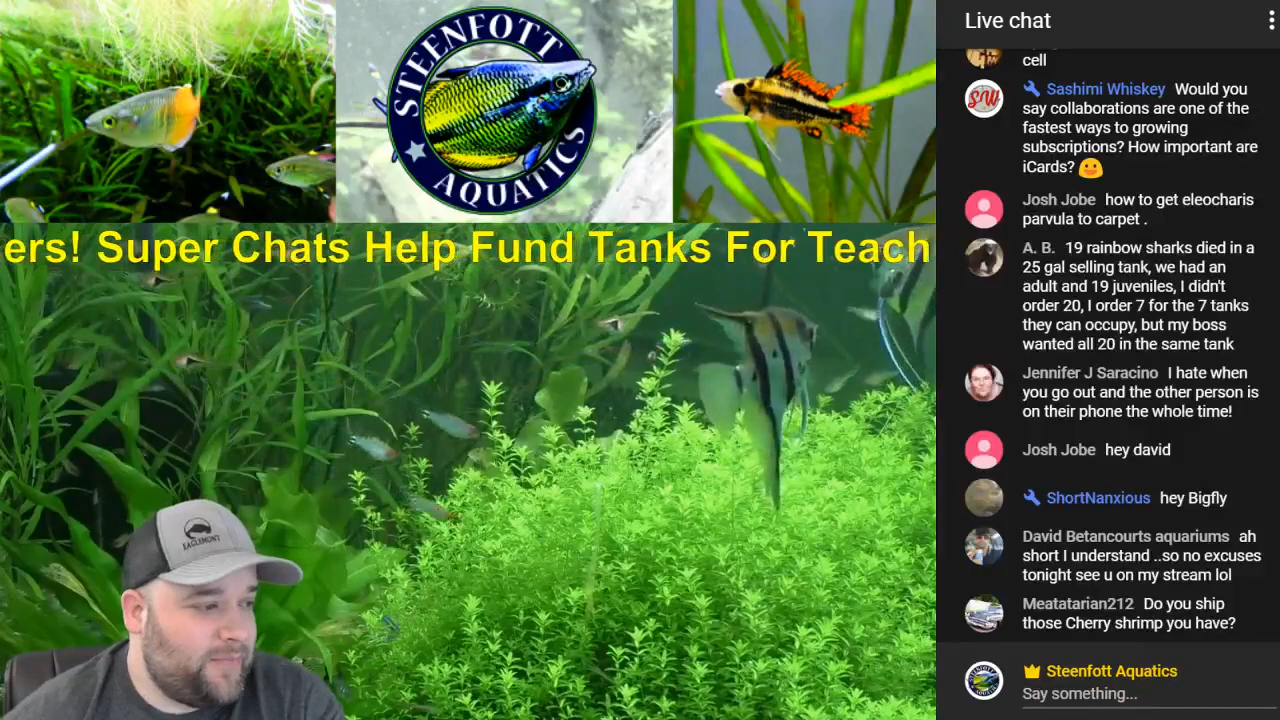 STEENFOTT
AQUATICS
ers! Super Chats Help Fund Tanks For Teach
EAGLEMONT
Live chat
cell
SW
Sashimi Whiskey Would you
say collaborations are one of the
fastest ways to growing
subscriptions? How important are
iCards?
Josh Jobe how to get eleocharis
parvula to carpet .
A. B. 19 rainbow sharks died in a
25 gal selling tank, we had an
adult and 19 juveniles, I didn't
order 20, I order 7 for the 7 tanks
they can occupy, but my boss
wanted all 20 in the same tank
Jennifer J Saracino I hate when
you go out and the other person is
on their phone the whole time!
Josh Jobe hey david
ShortNanxious hey Bigfly
David Betancourts aquariums ah
short I understand ..so no excuses
tonight see u on my stream lol
Meatatarian212 Do you ship
those Cherry shrimp you have?
Steenfott Aquatics
Say something...